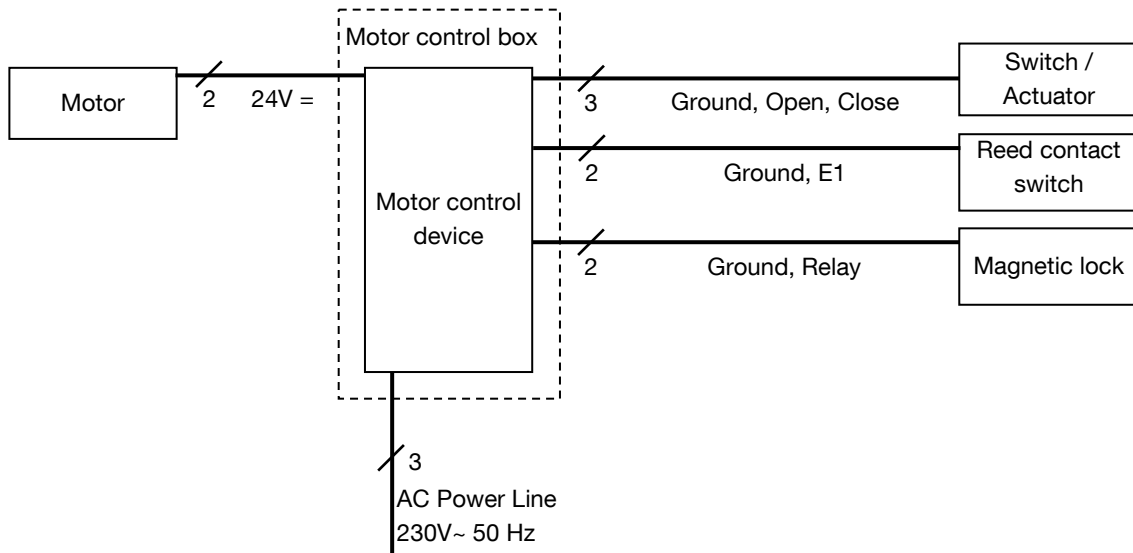 Motor control box
Motor
2
24V =
Motor control
device
3
Ground, Open, Close
Switch /
Actuator
2
Ground, E1
Reed contact
switch
2
Ground, Relay
Magnetic lock
3
AC Power Line
230V~ 50 Hz